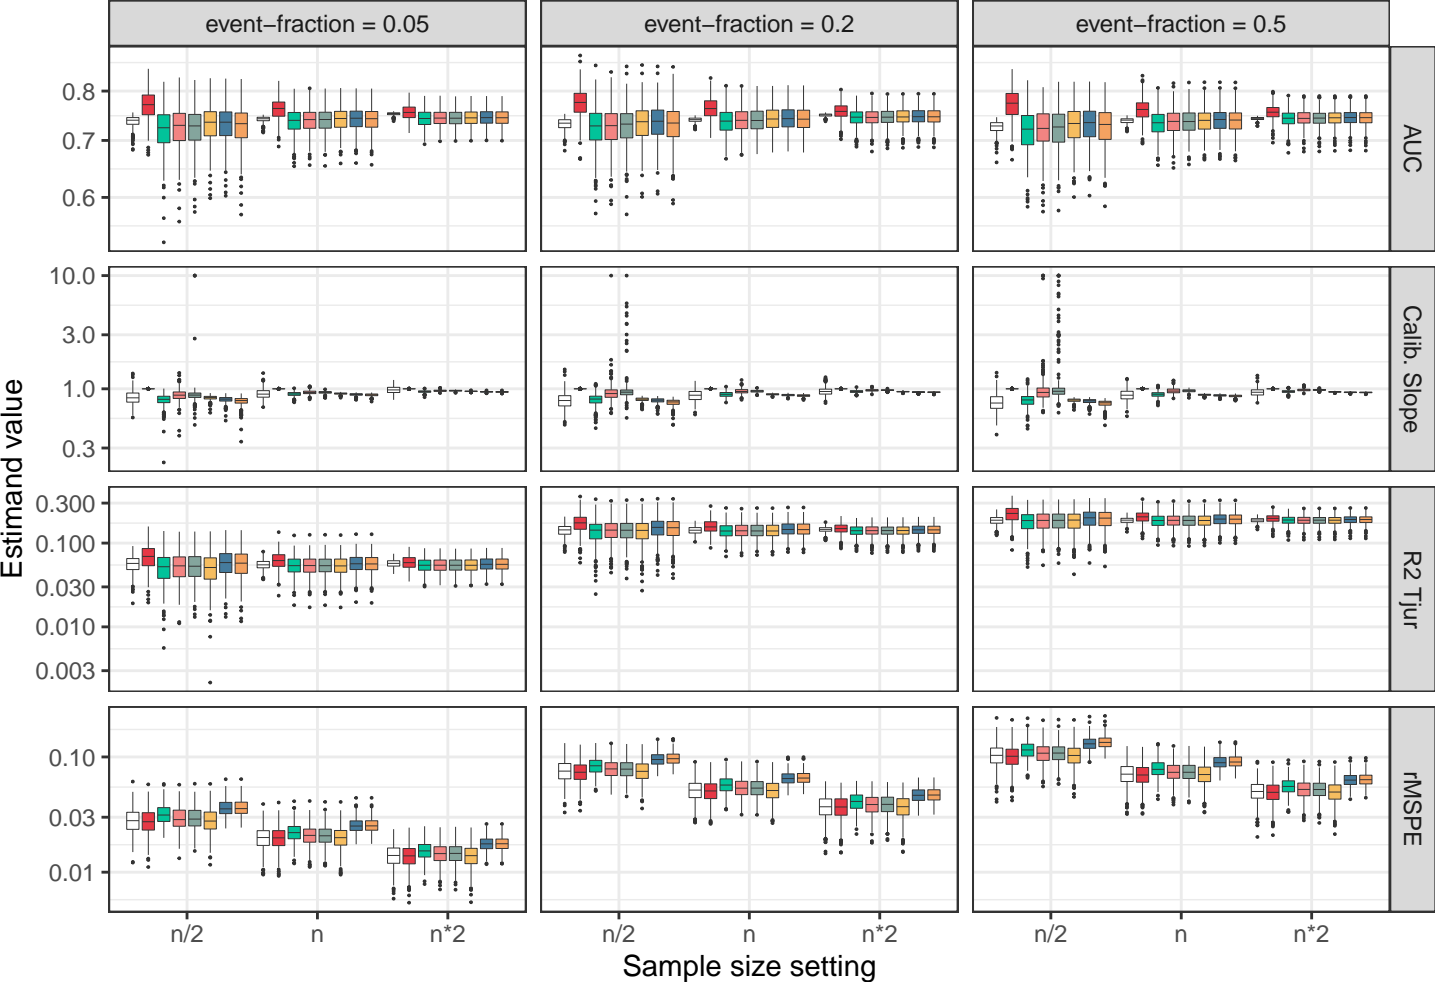 event−fraction = 0.05
event−fraction = 0.2
event−fraction = 0.5
Estimand value
0.8
0.7
0.6
AUC
10.0
3.0
1.0
0.3
Calib. Slope
0.300
0.100
0.030
0.010
0.003
R2 Tjur
0.10
0.03
0.01
rMSPE
n/2 n n*2 n/2 n n*2 n/2 n n*2
Sample size setting